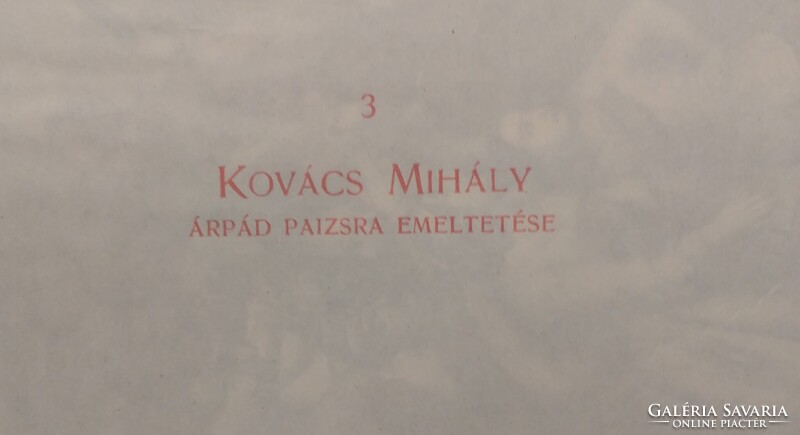 3
KOVÁCS MIHÁLY
ÁRPÁD PAIZSRA EMELTETÉSE
GALÉRIA SAVARIA
ONLINE PIACTÉR